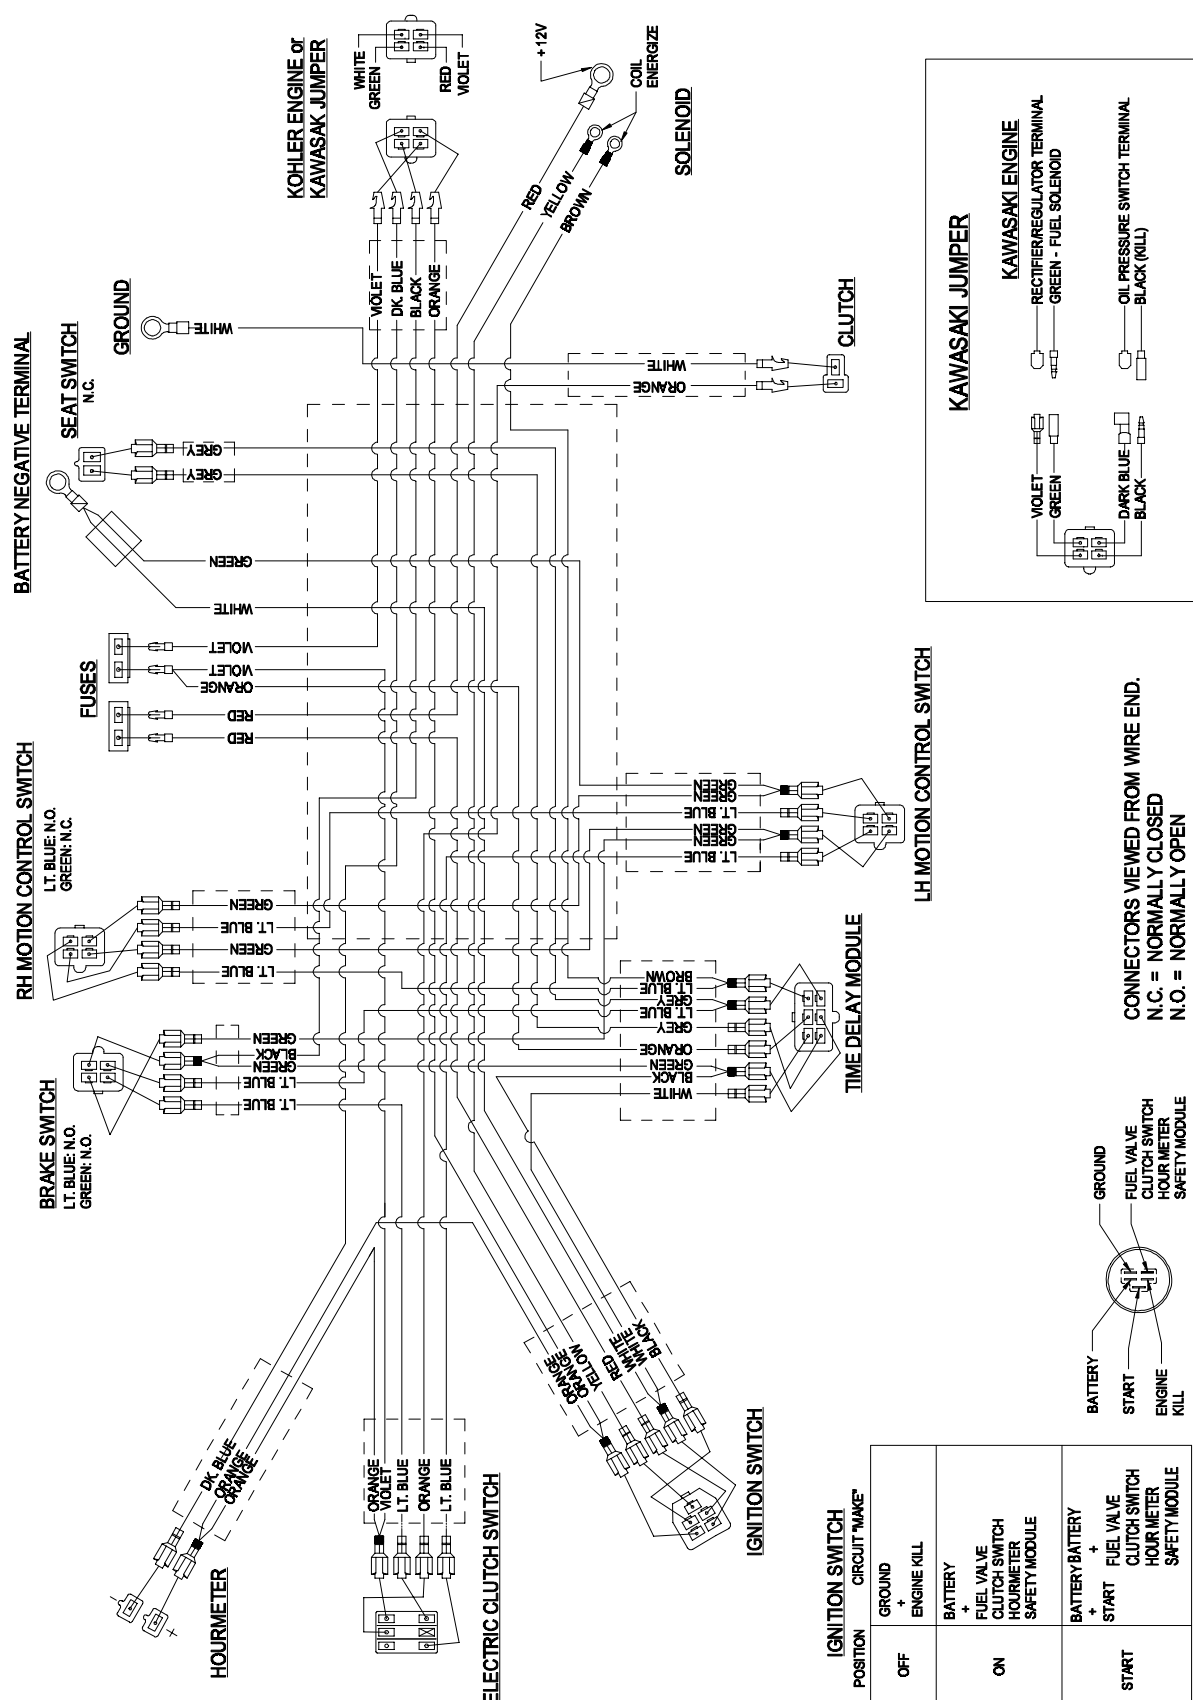 BATTERY NEGATIVE TERMINAL
SEAT SWITCH
N.C.
GROUND
KOHLER ENGINE or
KAWASAK JUMPER
WHITE
GREEN
RED
VIOLET
+12V
COIL
ENERGIZE
SOLENOID
RED
YELLOW
BROWN
VIOLET
DK. BLUE
BLACK
ORANGE
WHITE
WHITE
ORANGE
CLUTCH
GREY
GREY
GREEN
WHITE
VIOLET
VIOLET
ORANGE
RED
RED
FUSES
RH MOTION CONTROL SWITCH
LT. BLUE: N.O.
GREEN: N.C.
GREEN
LT. BLUE
GREEN
LT. BLUE
GREEN
GREEN
LT. BLUE
GREEN
GREEN
LT. BLUE
LH MOTION CONTROL SWITCH
BRAKE SWITCH
LT. BLUE: N.O.
GREEN: N.O.
GREEN
BLACK
GREEN
LT. BLUE
LT. BLUE
BROWN
LT. BLUE
GREY
LT. BLUE
GREY
ORANGE
GREEN
BLACK
WHITE
TIME DELAY MODULE
DK. BLUE
ORANGE
ORANGE
-
+
HOURMETER
ORANGE
VIOLET
LT. BLUE
ORANGE
LT. BLUE
ELECTRIC CLUTCH SWITCH
ORANGE
ORANGE
YELLOW
RED
WHITE
WHITE
BLACK
IGNITION SWITCH
KAWASAKI JUMPER
KAWASAKI ENGINE
VIOLET
GREEN
DARK BLUE
BLACK
RECTIFIER/REGULATOR TERMINAL
GREEN - FUEL SOLENOID
OIL PRESSURE SWITCH TERMINAL
BLACK (KILL)
CONNECTORS VIEWED FROM WIRE END.
N.C. = NORMALLY CLOSED
N.O. = NORMALLY OPEN
BATTERY
START
ENGINE
KILL
GROUND
FUEL VALVE
CLUTCH SWITCH
HOUR METER
SAFETY MODULE
IGNITION SWITCH
POSITION CIRCUIT "MAKE"
OFF
GROUND
+
ENGINE KILL
ON
BATTERY
+
FUEL VALVE
CLUTCH SWITCH
HOURMETER
SAFETY MODULE
START
BATTERY BATTERY
+ +
START FUEL VALVE
CLUTCH SWITCH
HOUR METER
SAFETY MODULE